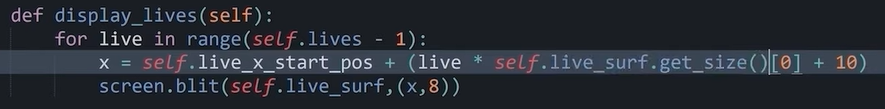 def display_lives(self):
    for live in range(self.lives - 1):
        x = self.live_x_start_pos + (live * self.live_surf.get_size()[0] + 10)
        screen.blit(self.live_surf,(x,8))